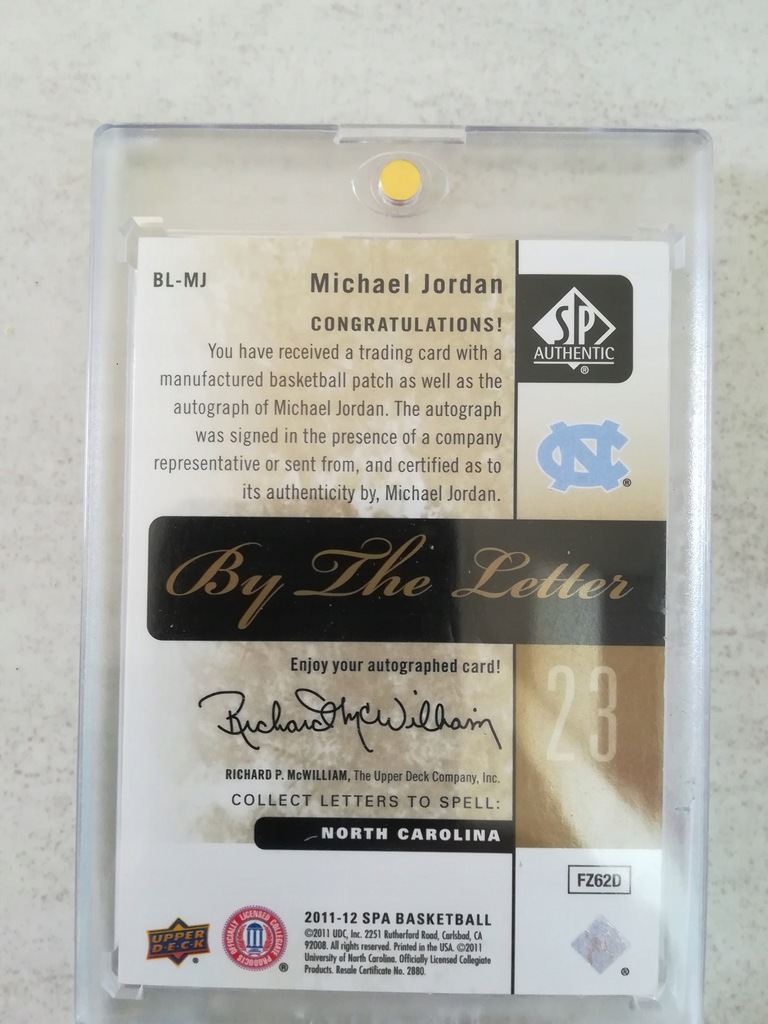 BL-MJ
Michael Jordan
CONGRATULATIONS!
You have received a trading card with a
manufactured basketball patch as well as the
autograph of Michael Jordan. The autograph
was signed in the presence of a company
representative or sent from, and certified as to
its authenticity by, Michael Jordan.
SP
AUTHENTIC
®
NC®
By The Letter
Enjoy your autographed card!
Richard McWilliam
RICHARD P. McWILLIAM, The Upper Deck Company, Inc.
COLLECT LETTERS TO SPELL:
NORTH CAROLINA
23
FZ62D
UPPER
DECK®
OFFICIALLY LICENSED COLLEGIATE PRODUCTS ®
2011-12 SPA BASKETBALL
©2011 UDC, Inc. 2251 Rutherford Road, Carlsbad, CA
92008. All rights reserved. Printed in the USA. ©2011
University of North Carolina. Officially Licensed Collegiate
Products. Resale Certificate No. 2880.
®